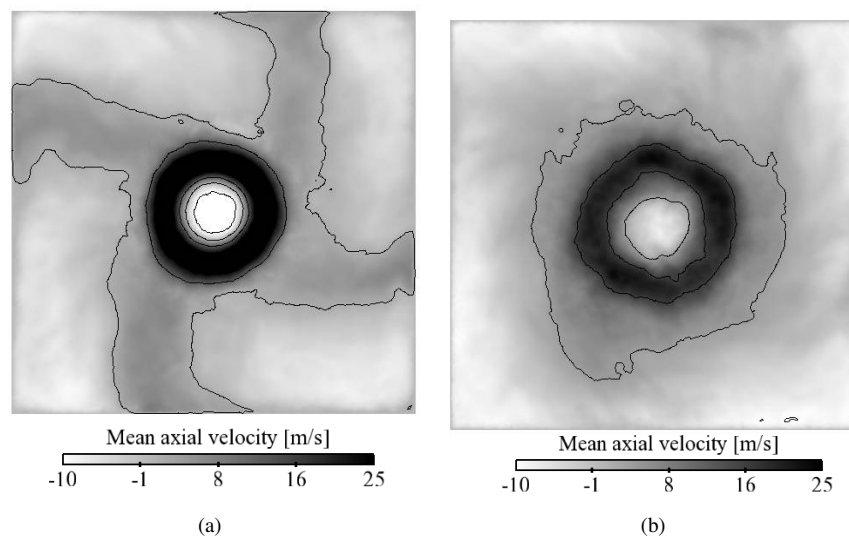 Mean axial velocity [m/s]
-10 -1 8 16 25
(a)
Mean axial velocity [m/s]
-10 -1 8 16 25
(b)